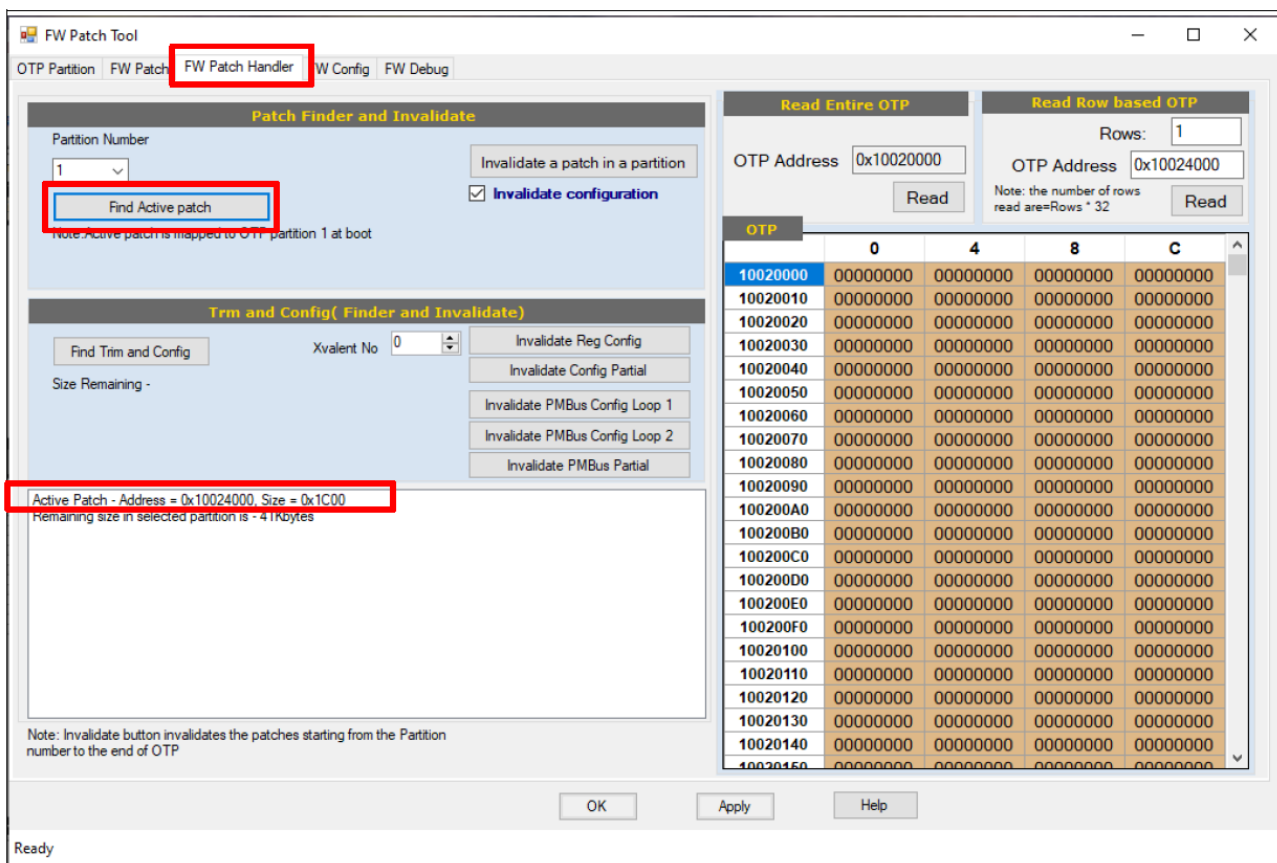 FW Patch Tool
OTP Partition FW Patch FW Patch Handler FW Config FW Debug
Patch Finder and Invalidate
Partition Number
1
Invalidate a patch in a partition
Find Active patch
Invalidate configuration
Note:Active patch is mapped to OTP partition 1 at boot
Trm and Config( Finder and Invalidate)
Find Trim and Config
Xvalent No 0
Invalidate Reg Config
Invalidate Config Partial
Size Remaining -
Invalidate PMBus Config Loop 1
Invalidate PMBus Config Loop 2
Invalidate PMBus Partial
Active Patch - Address = 0x10024000, Size = 0x1C00
Remaining size in selected partition is - 41Kbytes
Note: Invalidate button invalidates the patches starting from the Partition
number to the end of OTP
Read Entire OTP
OTP Address 0x10020000
Read
Read Row based OTP
Rows: 1
OTP Address 0x10024000
Note: the number of rows
read are=Rows * 32
Read
OTP
0 4 8 C
10020000 00000000 00000000 00000000 00000000
10020010 00000000 00000000 00000000 00000000
10020020 00000000 00000000 00000000 00000000
10020030 00000000 00000000 00000000 00000000
10020040 00000000 00000000 00000000 00000000
10020050 00000000 00000000 00000000 00000000
10020060 00000000 00000000 00000000 00000000
10020070 00000000 00000000 00000000 00000000
10020080 00000000 00000000 00000000 00000000
10020090 00000000 00000000 00000000 00000000
100200A0 00000000 00000000 00000000 00000000
100200B0 00000000 00000000 00000000 00000000
100200C0 00000000 00000000 00000000 00000000
100200D0 00000000 00000000 00000000 00000000
100200E0 00000000 00000000 00000000 00000000
100200F0 00000000 00000000 00000000 00000000
10020100 00000000 00000000 00000000 00000000
10020110 00000000 00000000 00000000 00000000
10020120 00000000 00000000 00000000 00000000
10020130 00000000 00000000 00000000 00000000
10020140 00000000 00000000 00000000 00000000
10020150 00000000 00000000 00000000 00000000
OK Apply Help
Ready